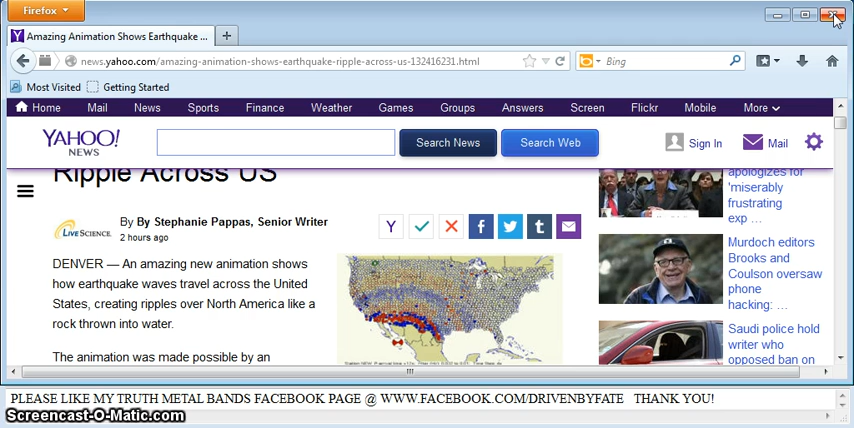 Firefox
Amazing Animation Shows Earthquake ...
news.yahoo.com/amazing-animation-shows-earthquake-ripple-across-us-132416231.html
Bing
Most Visited
Getting Started
Home Mail News Sports Finance Weather Games Groups Answers Screen Flickr Mobile More
YAHOO!
NEWS
Search News
Search Web
Sign In
Mail
Ripple Across US
LIVESCIENCE
By By Stephanie Pappas, Senior Writer
2 hours ago
DENVER — An amazing new animation shows
how earthquake waves travel across the United
States, creating ripples over North America like a
rock thrown into water.
The animation was made possible by an
apologizes for
'miserably
frustrating
exp ...
Murdoch editors
Brooks and
Coulson oversaw
phone
hacking: ...
Saudi police hold
writer who
opposed ban on
PLEASE LIKE MY TRUTH METAL BANDS FACEBOOK PAGE @ WWW.FACEBOOK.COM/DRIVENBYFATE THANK YOU!
Screencast-O-Matic.com